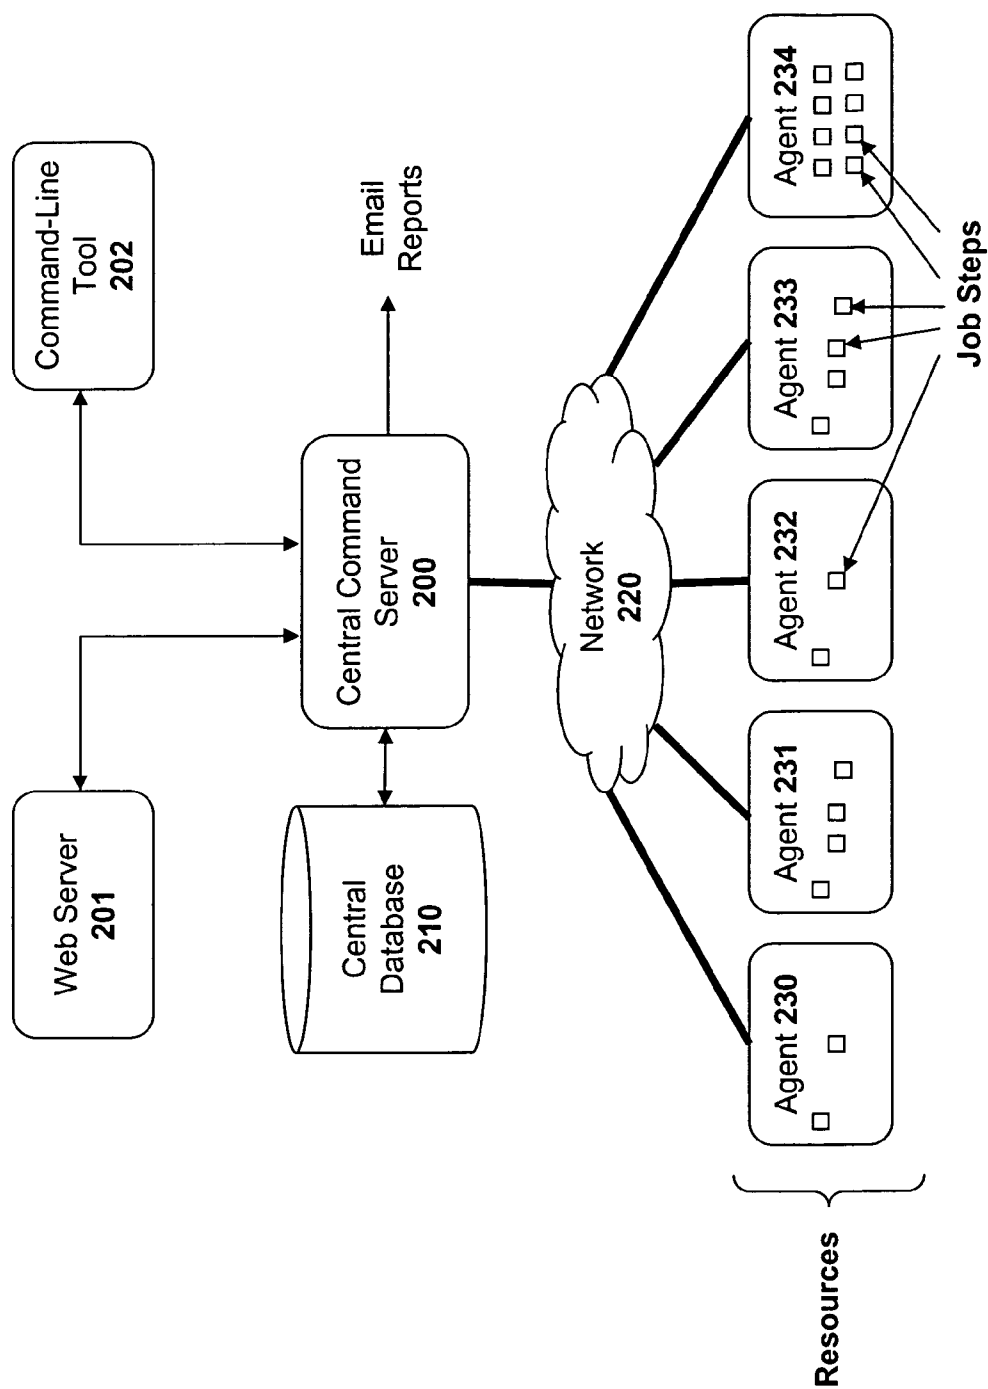 Web Server
201
Command-Line
Tool
202
Central
Database
210
Central Command
Server
200
Email
Reports
Network
220
Resources
Agent 230
Agent 231
Agent 232
Agent 233
Agent 234
Job Steps